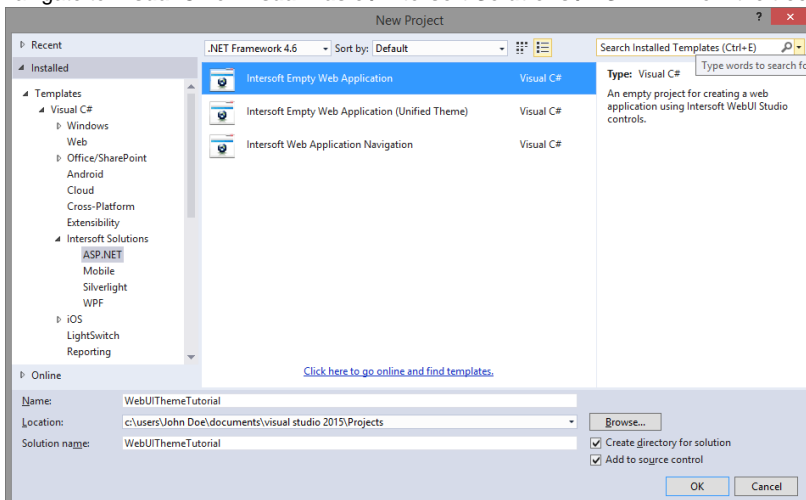 New Project
? ×
Recent
.NET Framework 4.6 Sort by: Default
Search Installed Templates (Ctrl+E)
Type words to search fo
Installed
Templates
Visual C#
Windows
Web
Office/SharePoint
Android
Cloud
Cross-Platform
Extensibility
Intersoft Solutions
ASP.NET
Mobile
Silverlight
WPF
iOS
LightSwitch
Reporting
Online
Intersoft Empty Web Application Visual C#
Intersoft Empty Web Application (Unified Theme) Visual C#
Intersoft Web Application Navigation Visual C#
Click here to go online and find templates.
Type: Visual C#
An empty project for creating a web
application using Intersoft WebUI Studio
controls.
Name: WebUIThemeTutorial
Location: c:\users\John Doe\documents\visual studio 2015\Projects
Browse...
Solution name: WebUIThemeTutorial
Create directory for solution
Add to source control
OK Cancel